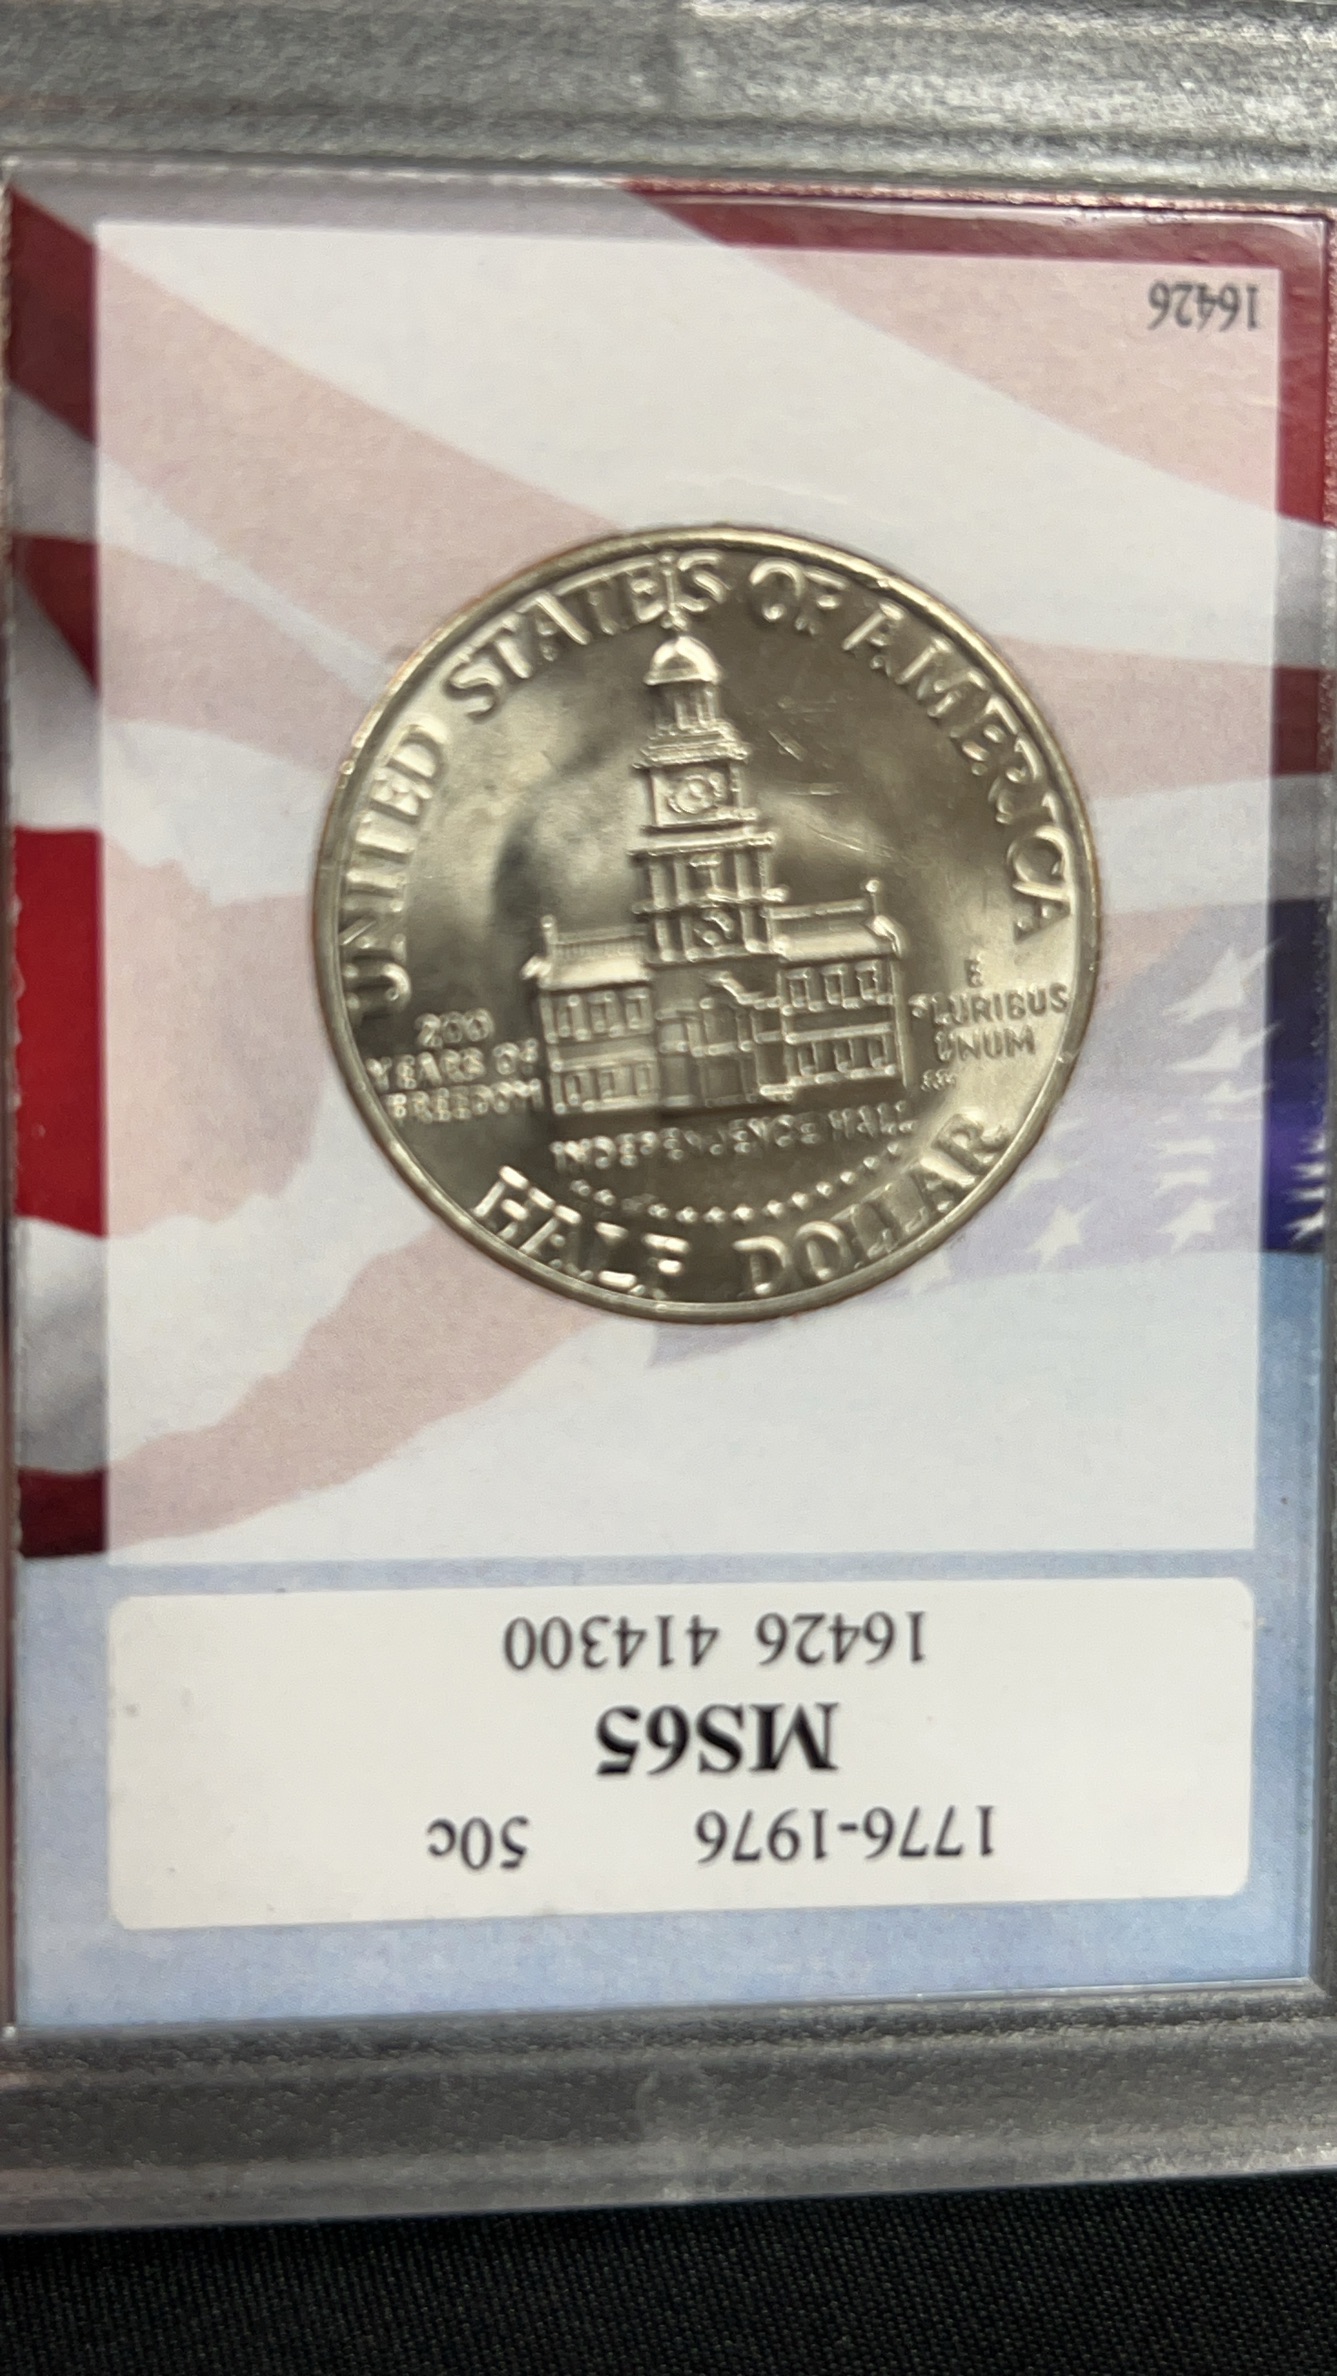 16426
UNITED STATES OF AMERICA
200
YEARS OF
FREEDOM
E
PLURIBUS
UNUM
INDEPENDENCE HALL
HALF DOLLAR
1776-1976 50c
MS65
16426 414300